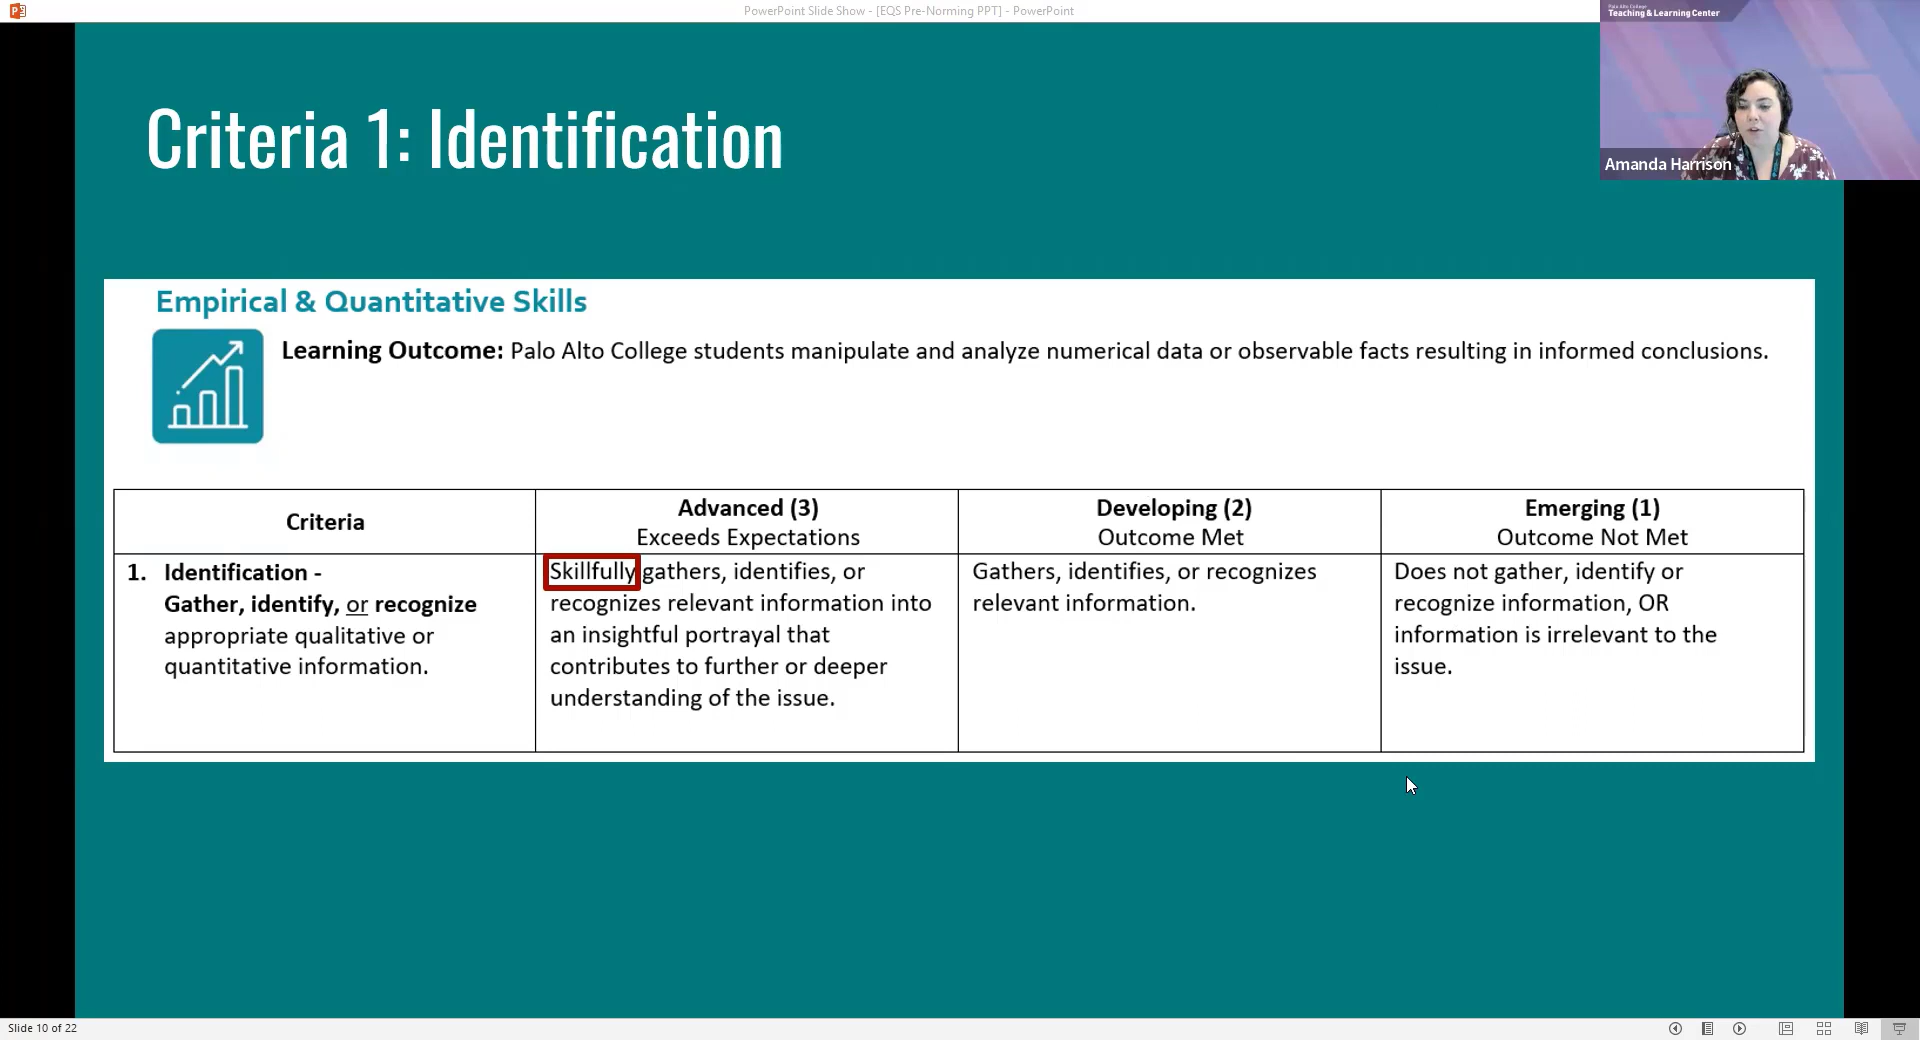 PowerPoint Slide Show - [EQS Pre-Norming PPT] - PowerPoint
Palo Alto College
Teaching & Learning Center
Amanda Harrison
Criteria 1: Identification
Empirical & Quantitative Skills
Learning Outcome: Palo Alto College students manipulate and analyze numerical data or observable facts resulting in informed conclusions.
Criteria
Advanced (3)
Exceeds Expectations
Developing (2)
Outcome Met
Emerging (1)
Outcome Not Met
1. Identification -
Gather, identify, or recognize
appropriate qualitative or
quantitative information.
Skillfully gathers, identifies, or
recognizes relevant information into
an insightful portrayal that
contributes to further or deeper
understanding of the issue.
Gathers, identifies, or recognizes
relevant information.
Does not gather, identify or
recognize information, OR
information is irrelevant to the
issue.
Slide 10 of 22